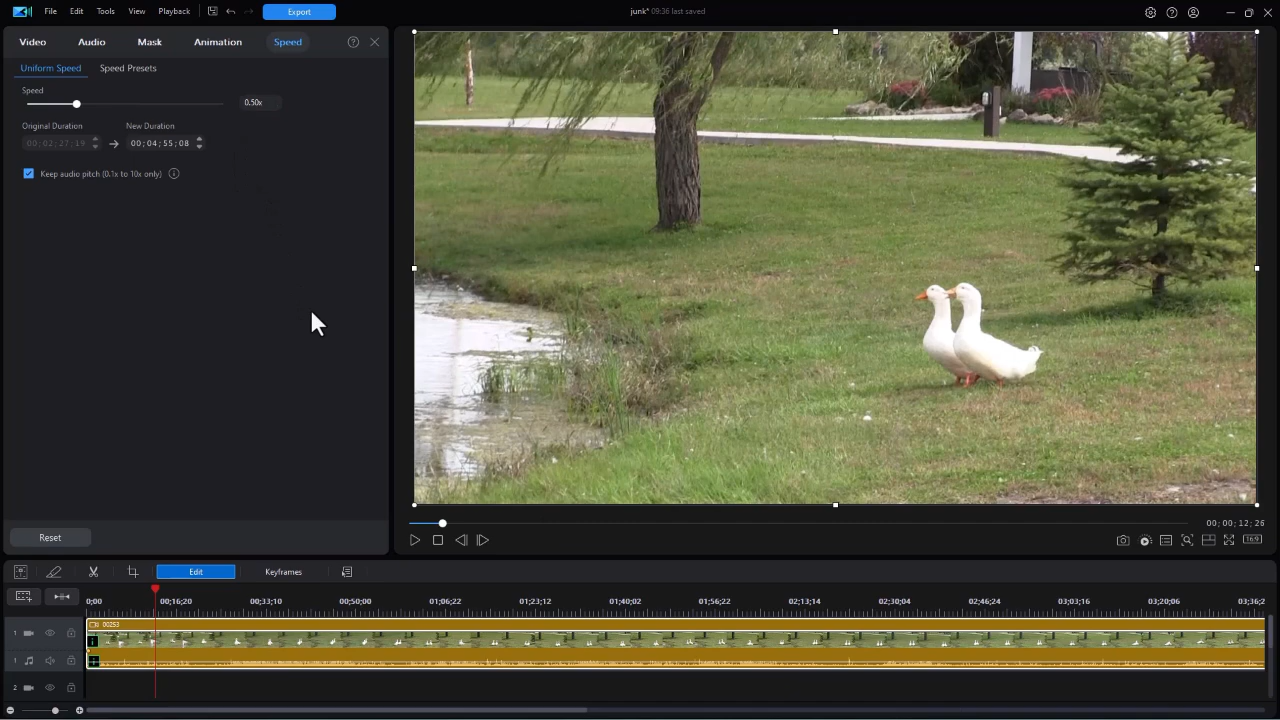 File Edit Tools View Playback Export junk* 09:36 last saved
Video Audio Mask Animation Speed
Uniform Speed Speed Presets
Speed
0.50x
Original Duration New Duration
00;02;27;19 00;04;55;08
Keep audio pitch (0.1x to 10x only)
Reset
00;00;12;26
16:9
Edit Keyframes
0;00 00;16;20 00;33;10 00;50;00 01;06;22 01;23;12 01;40;02 01;56;22 02;13;14 02;30;04 02;46;24 03;03;16 03;20;06 03;36;2
00253
1
1
2